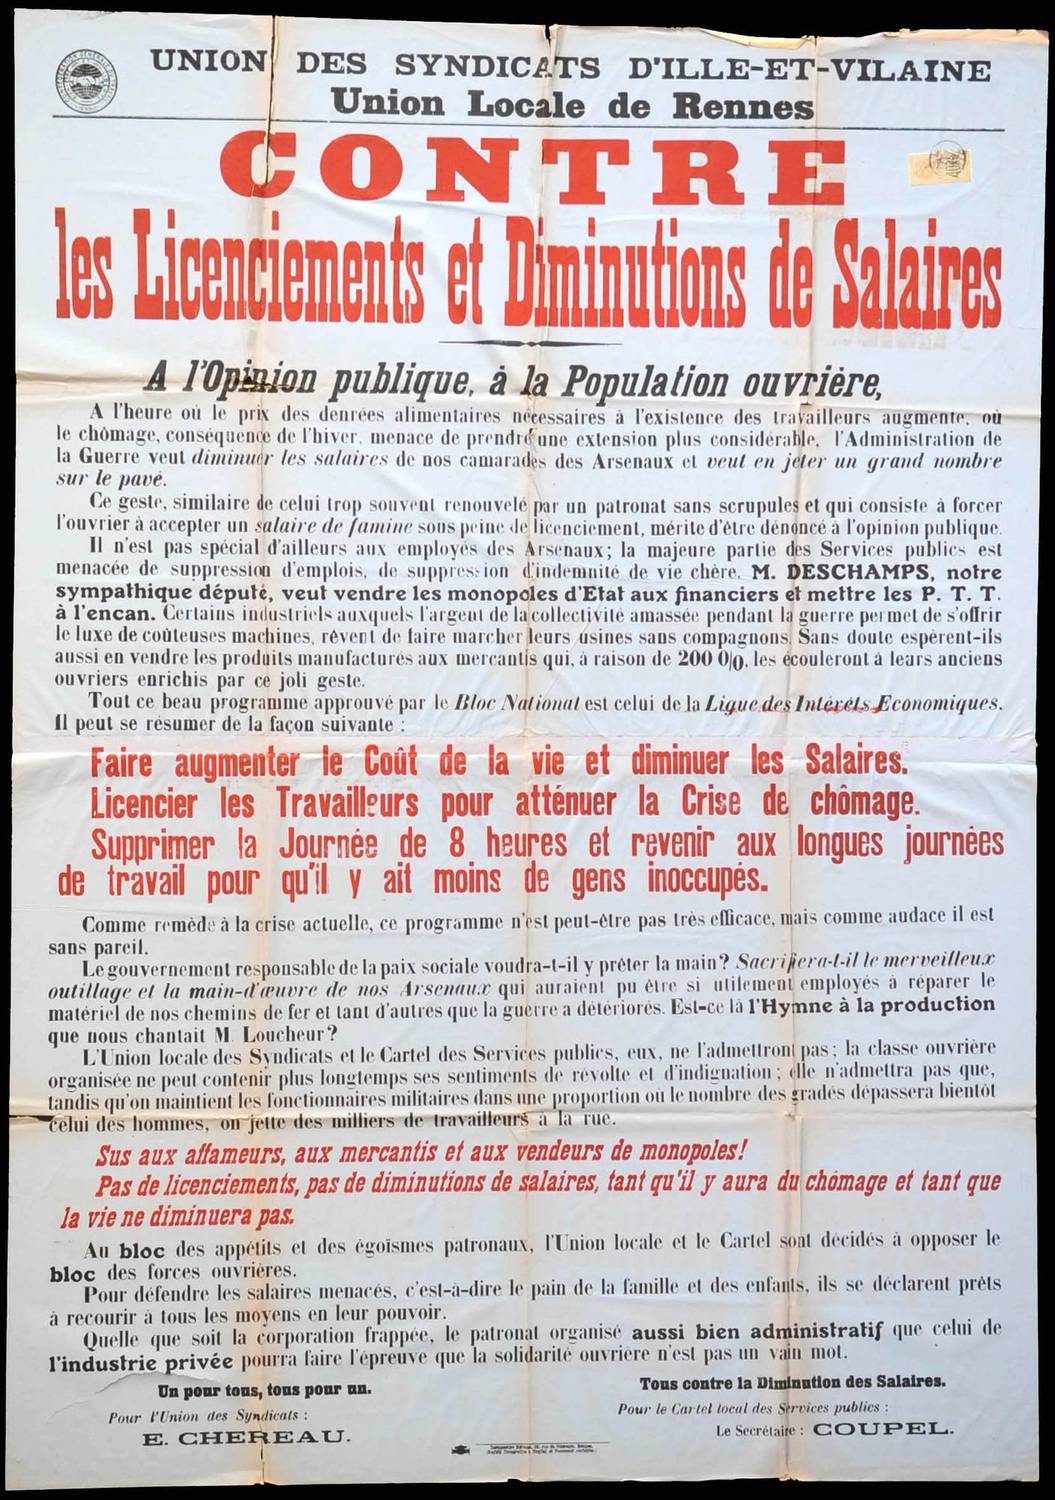 UNION DES SYNDICATS D'ILLE-ET-VILAINE
Union Locale de Rennes
CONTRE
les Licenciements et Diminutions de Salaires
A l'Opinion publique, à la Population ouvrière,
A l'heure où le prix des denrées alimentaires nécessaires à l'existence des travailleurs augmente, où
le chômage, conséquence de l'hiver, menace de prendre une extension plus considérable, l'Administration de
la Guerre veut diminuer les salaires de nos camarades des Arsenaux et veut en jeter un grand nombre
sur le pavé.
Ce geste, similaire de celui trop souvent renouvelé par un patronat sans scrupules et qui consiste à forcer
l'ouvrier à accepter un salaire de famine sous peine de licenciement, mérite d'être dénoncé à l'opinion publique.
Il n'est pas spécial d'ailleurs aux employés des Arsenaux; la majeure partie des Services publics est
menacée de suppression d'emplois, de suppression d'indemnité de vie chère. M. DESCHAMPS, notre
sympathique député, veut vendre les monopoles d'Etat aux financiers et mettre les P. T. T.
à l'encan. Certains industriels auxquels l'argent de la collectivité amassée pendant la guerre permet de s'offrir
le luxe de coûteuses machines, rêvent de faire marcher leurs usines sans compagnons. Sans doute espèrent-ils
aussi en vendre les produits manufacturés aux mercantis qui, à raison de 200 0/0, les écouleront à leurs anciens
ouvriers enrichis par ce joli geste.
Tout ce beau programme approuvé par le Bloc National est celui de la Ligue des Intérêts Economiques.
Il peut se résumer de la façon suivante :
Faire augmenter le Coût de la vie et diminuer les Salaires.
Licencier les Travailleurs pour atténuer la Crise de chômage.
Supprimer la Journée de 8 heures et revenir aux longues journées
de travail pour qu'il y ait moins de gens inoccupés.
Comme remède à la crise actuelle, ce programme n'est peut-être pas très efficace, mais comme audace il est
sans pareil.
Le gouvernement responsable de la paix sociale voudra-t-il y prêter la main? Sacrifiera-t-il le merveilleux
outillage et la main-d'œuvre de nos Arsenaux qui auraient pu être si utilement employés à réparer le
matériel de nos chemins de fer et tant d'autres que la guerre a détériorés. Est-ce là l'Hymne à la production
que nous chantait M. Loucheur?
L'Union locale des Syndicats et le Cartel des Services publics, eux, ne l'admettront pas; la classe ouvrière
organisée ne peut contenir plus longtemps ses sentiments de révolte et d'indignation; elle n'admettra pas que,
tandis qu'on maintient les fonctionnaires militaires dans une proportion où le nombre des gradés dépassera bientôt
celui des hommes, on jette des milliers de travailleurs à la rue.
Sus aux affameurs, aux mercantis et aux vendeurs de monopoles!
Pas de licenciements, pas de diminutions de salaires, tant qu'il y aura du chômage et tant que
la vie ne diminuera pas.
Au bloc des appétits et des égoïsmes patronaux, l'Union locale et le Cartel sont décidés à opposer le
bloc des forces ouvrières.
Pour défendre les salaires menacés, c'est-à-dire le pain de la famille et des enfants, ils se déclarent prêts
à recourir à tous les moyens en leur pouvoir.
Quelle que soit la corporation frappée, le patronat organisé aussi bien administratif que celui de
l'industrie privée pourra faire l'épreuve que la solidarité ouvrière n'est pas un vain mot.
Un pour tous, tous pour un.
Pour l'Union des Syndicats :
E. CHEREAU.
Tous contre la Diminution des Salaires.
Pour le Cartel local des Services publics :
Le Secrétaire : COUPEL.